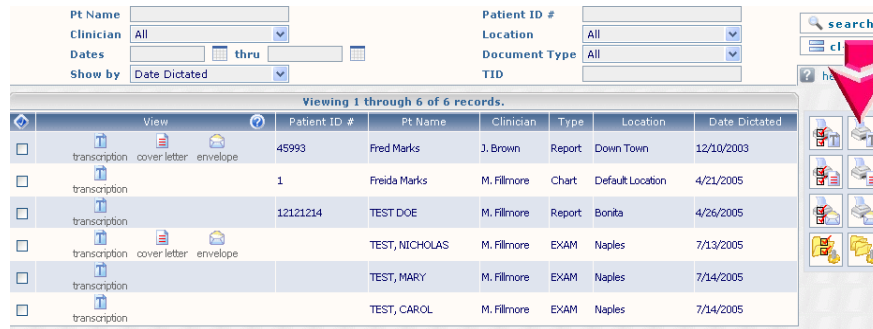 Pt Name Patient ID #
Clinician All Location All
Dates thru Document Type All
Show by Date Dictated TID
search
cl
he
Viewing 1 through 6 of 6 records.
View Patient ID # Pt Name Clinician Type Location Date Dictated
transcription cover letter envelope 45993 Fred Marks J. Brown Report Down Town 12/10/2003
transcription 1 Freida Marks M. Fillmore Chart Default Location 4/21/2005
transcription 12121214 TEST DOE M. Fillmore Report Bonita 4/26/2005
transcription cover letter envelope TEST, NICHOLAS M. Fillmore EXAM Naples 7/13/2005
transcription TEST, MARY M. Fillmore EXAM Naples 7/14/2005
transcription TEST, CAROL M. Fillmore EXAM Naples 7/14/2005